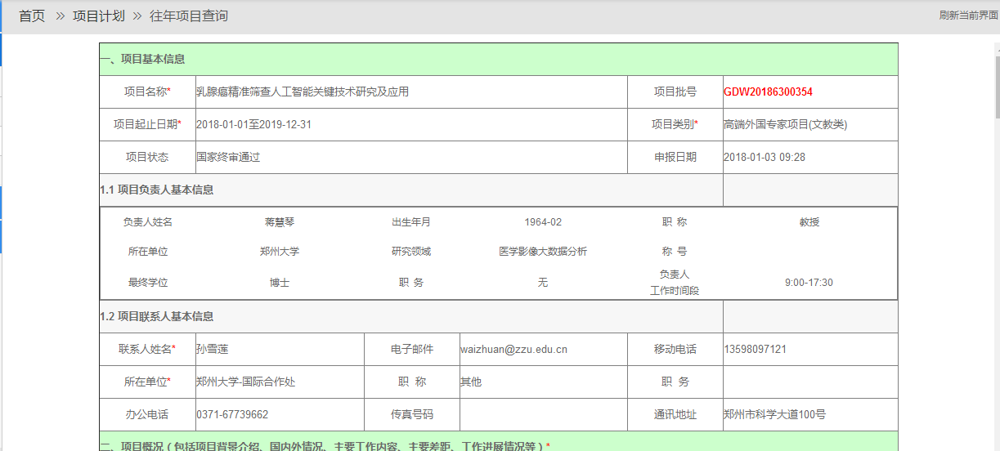 首页 » 项目计划 » 往年项目查询 刷新当前界面
一、项目基本信息
项目名称* 乳腺癌精准筛查人工智能关键技术研究及应用 项目批号 GDW20186300354
项目起止日期* 2018-01-01至2019-12-31 项目类别* 高端外国专家项目(文教类)
项目状态 国家终审通过 申报日期 2018-01-03 09:28
1.1 项目负责人基本信息
负责人姓名 蒋慧琴 出生年月 1964-02 职 称 教授
所在单位 郑州大学 研究领域 医学影像大数据分析 称 号
最终学位 博士 职 务 无 负责人 工作时间段 9:00-17:30
1.2 项目联系人基本信息
联系人姓名* 孙雪莲 电子邮件 waizhuan@zzu.edu.cn 移动电话 13598097121
所在单位* 郑州大学-国际合作处 职 称 其他 职 务
办公电话 0371-67739662 传真号码 通讯地址 郑州市科学大道100号
二、项目概况（包括项目背景介绍、国内外情况、主要工作内容、主要差距、工作进展情况等）*